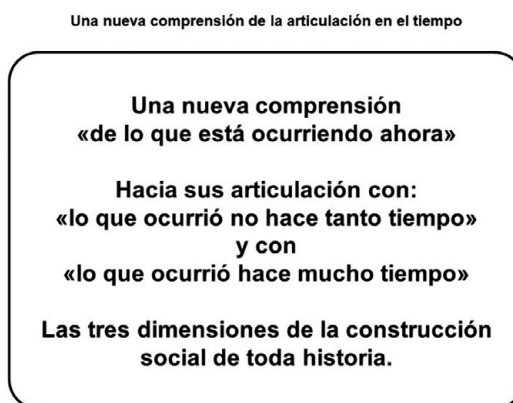 Una nueva comprensión de la articulación en el tiempo
Una nueva comprensión
«de lo que está ocurriendo ahora»
Hacia sus articulación con:
«lo que ocurrió no hace tanto tiempo»
y con
«lo que ocurrió hace mucho tiempo»
Las tres dimensiones de la construcción
social de toda historia.